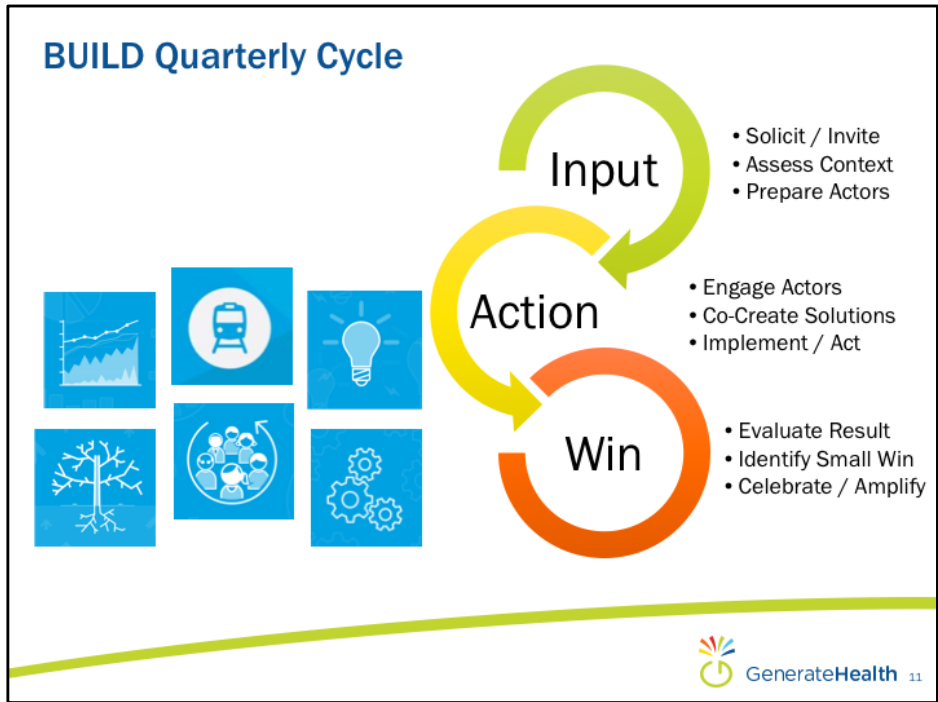 BUILD Quarterly Cycle
Input
• Solicit / Invite
• Assess Context
• Prepare Actors
Action
• Engage Actors
• Co-Create Solutions
• Implement / Act
Win
• Evaluate Result
• Identify Small Win
• Celebrate / Amplify
GenerateHealth 11